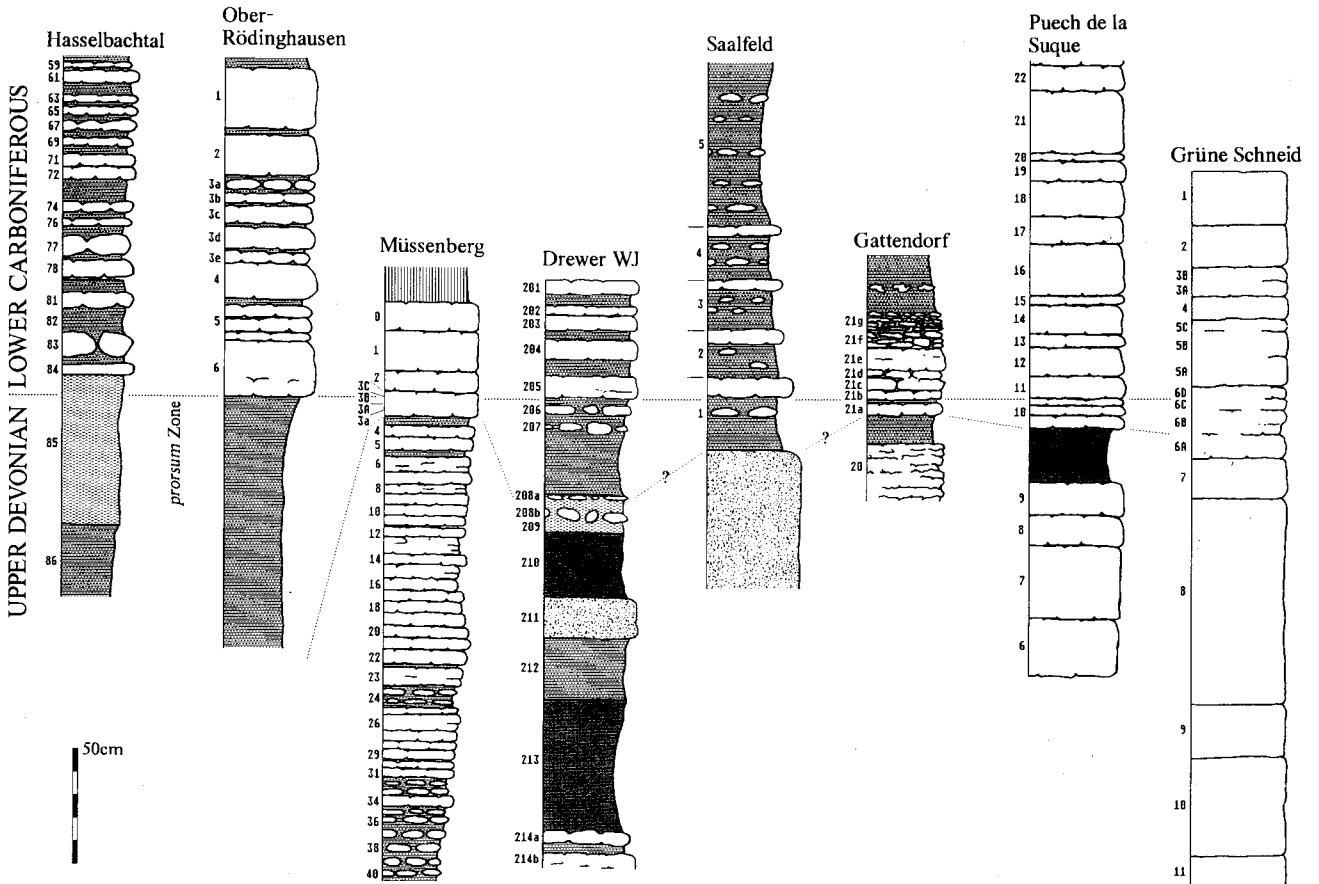 UPPER DEVONIAN LOWER CARBONIFEROUS
Hasselbachtal
59
61
63
65
67
69
71
72
74
76
77
78
81
82
83
84
85
86
prorsum Zone
Ober-
Rödinghausen
1
2
3a
3b
3c
3d
3e
4
5
6
Müssenberg
0
1
2
3C
3B
3A
3a
4
5
6
8
10
12
14
16
18
20
22
23
24
26
29
31
34
36
38
40
Drewer WJ
201
202
203
204
205
206
207
208a
208b
209
210
211
212
213
214a
214b
Saalfeld
5
4
3
2
1
?
?
Gattendorf
21g
21f
21e
21d
21c
21b
21a
20
Puech de la
Suque
22
21
20
19
18
17
16
15
14
13
12
11
10
9
8
7
6
Grüne Schneid
1
2
3B
3A
4
5C
5B
5A
6D
6C
6B
6A
7
8
9
10
11
50cm